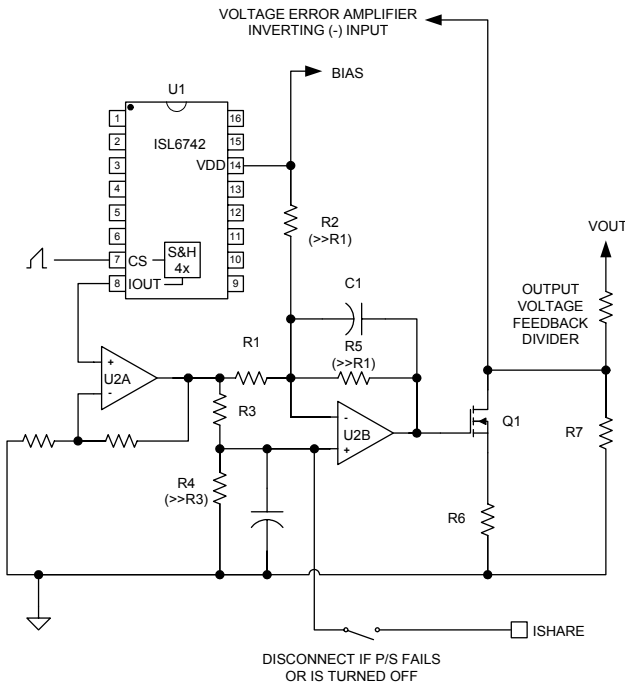 VOLTAGE ERROR AMPLIFIER
INVERTING (-) INPUT
BIAS
U1
ISL6742
1
2
3
4
5
6
7
8
16
15
VDD
14
13
12
11
10
9
CS
S&H
4x
IOUT
R2
(>>R1)
VOUT
C1
OUTPUT
VOLTAGE
FEEDBACK
DIVIDER
R1
R5
(>>R1)
+
U2A
-
R3
-
U2B
+
Q1
R7
R4
(>>R3)
R6
ISHARE
DISCONNECT IF P/S FAILS
OR IS TURNED OFF